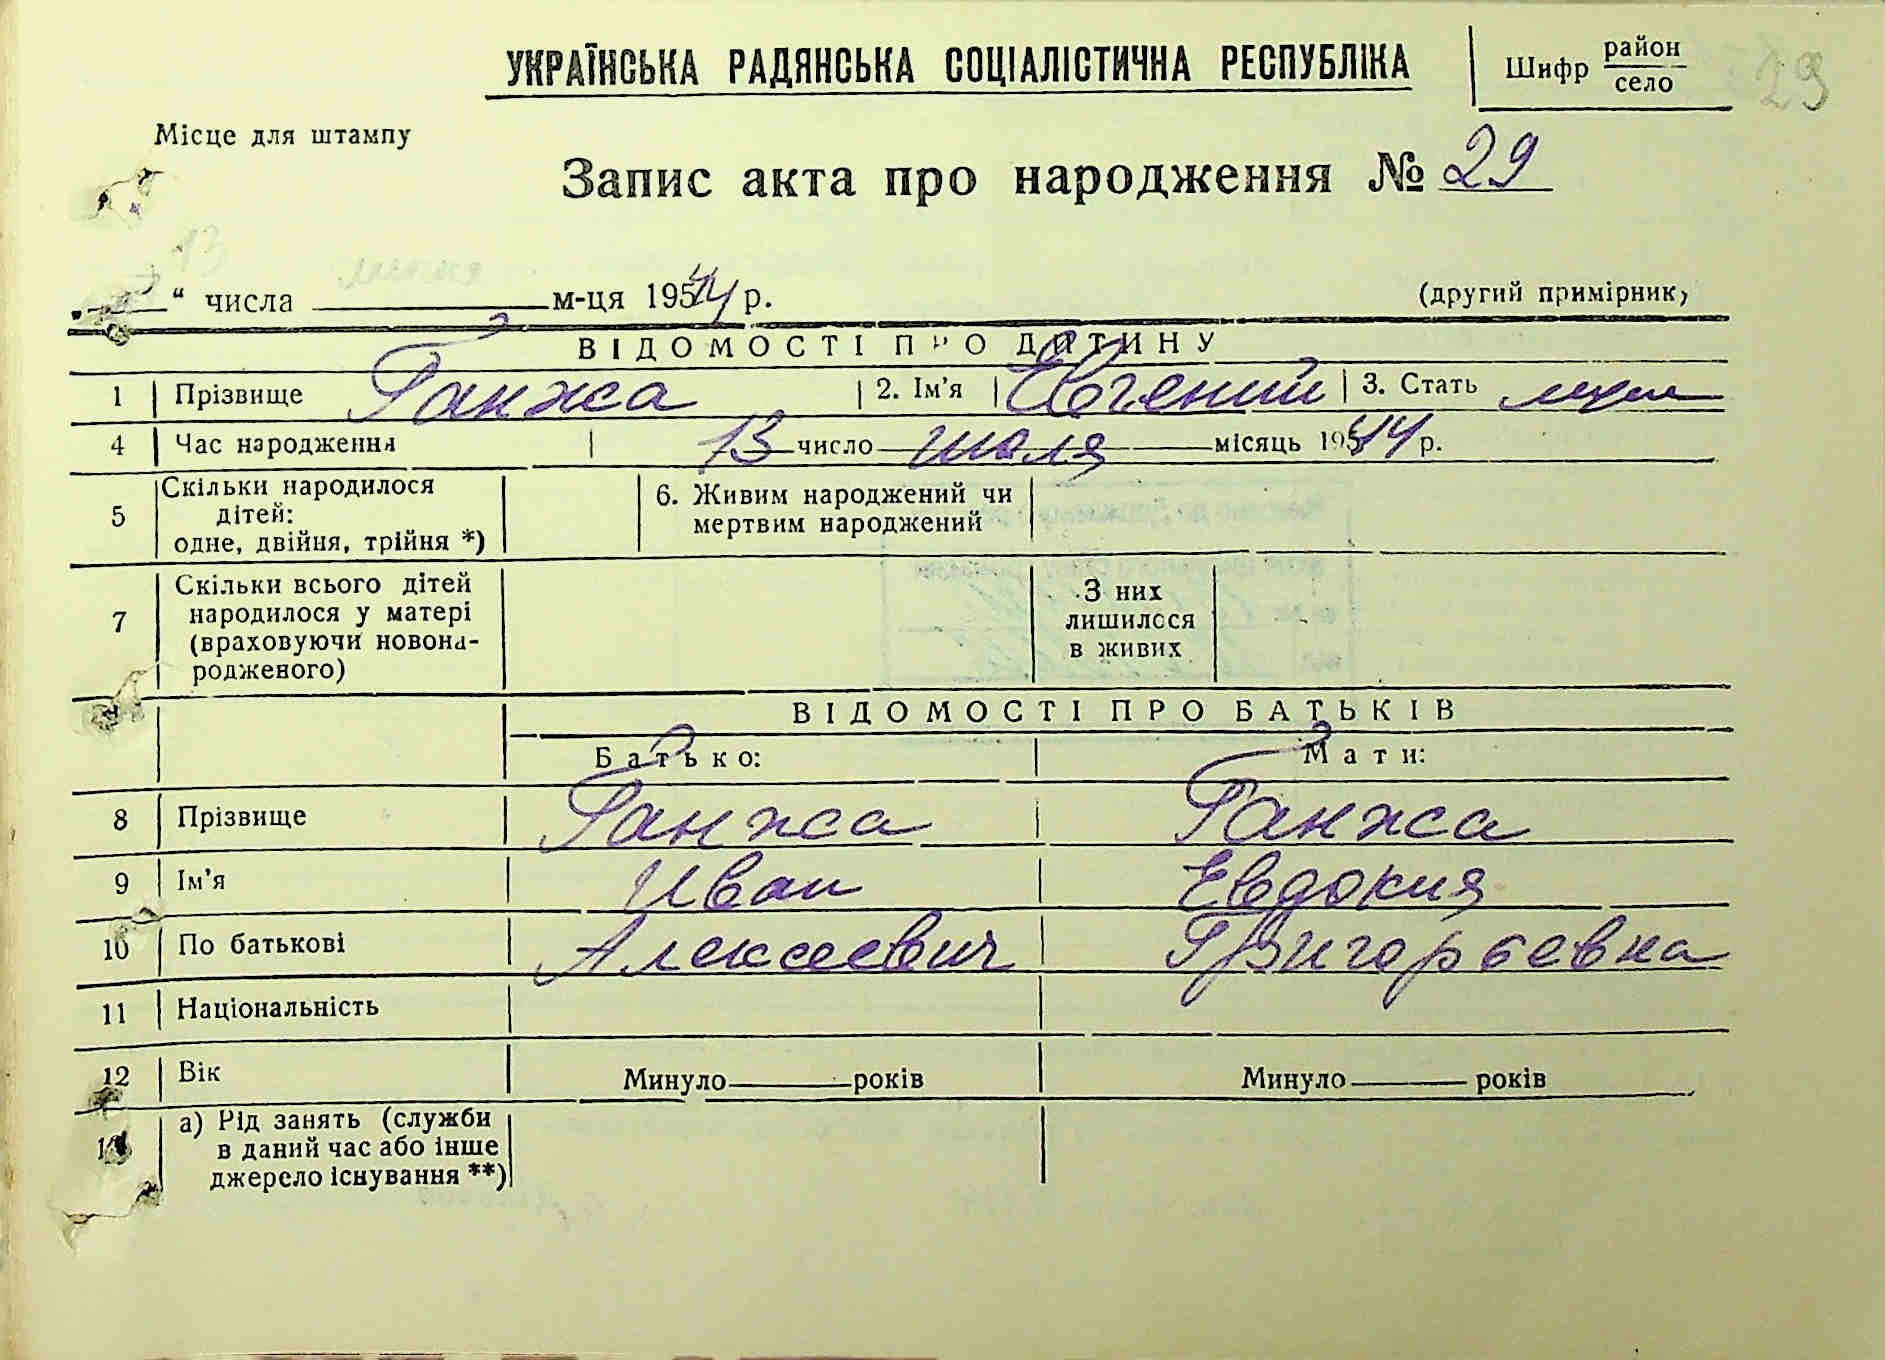 УКРАЇНСЬКА РАДЯНСЬКА СОЦІАЛІСТИЧНА РЕСПУБЛІКА
Шифр район
село
29
Місце для штампу
Запис акта про народження № 29
13 липня
" числа м-ця 1944 р.
(другий примірник)
ВІДОМОСТІ ПРО ДИТИНУ
1 Прізвище Ганжа 2. Ім'я Евгений 3. Стать муж
4 Час народження 13 число июля місяць 1944 р.
5 Скільки народилося дітей: одне, двійня, трійня *) 6. Живим народжений чи мертвим народжений
7 Скільки всього дітей народилося у матері (враховуючи новонародженого) З них лишилося в живих
ВІДОМОСТІ ПРО БАТЬКІВ
Батько: Мати:
8 Прізвище Ганжа Ганжа
9 Ім'я Иван Евдокия
10 По батькові Алексеевич Григорьевна
11 Національність
12 Вік Минуло років Минуло років
а) Рід занять (служби
в даний час або інше
джерело існування **)